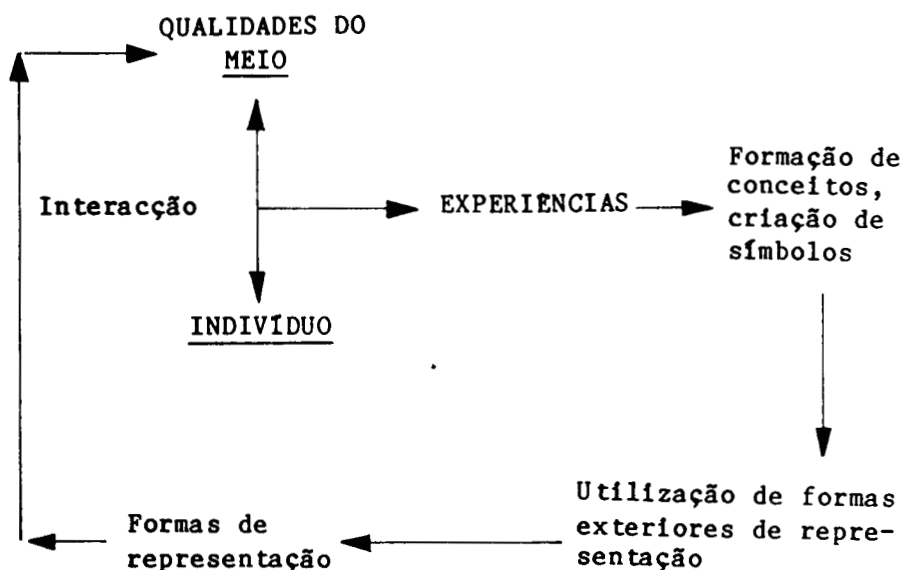 QUALIDADES DO
MEIO
Interacção
EXPERIÊNCIAS
Formação de
conceitos,
criação de
símbolos
INDIVÍDUO
Utilização de formas
exteriores de repre-
sentação
Formas de
representação